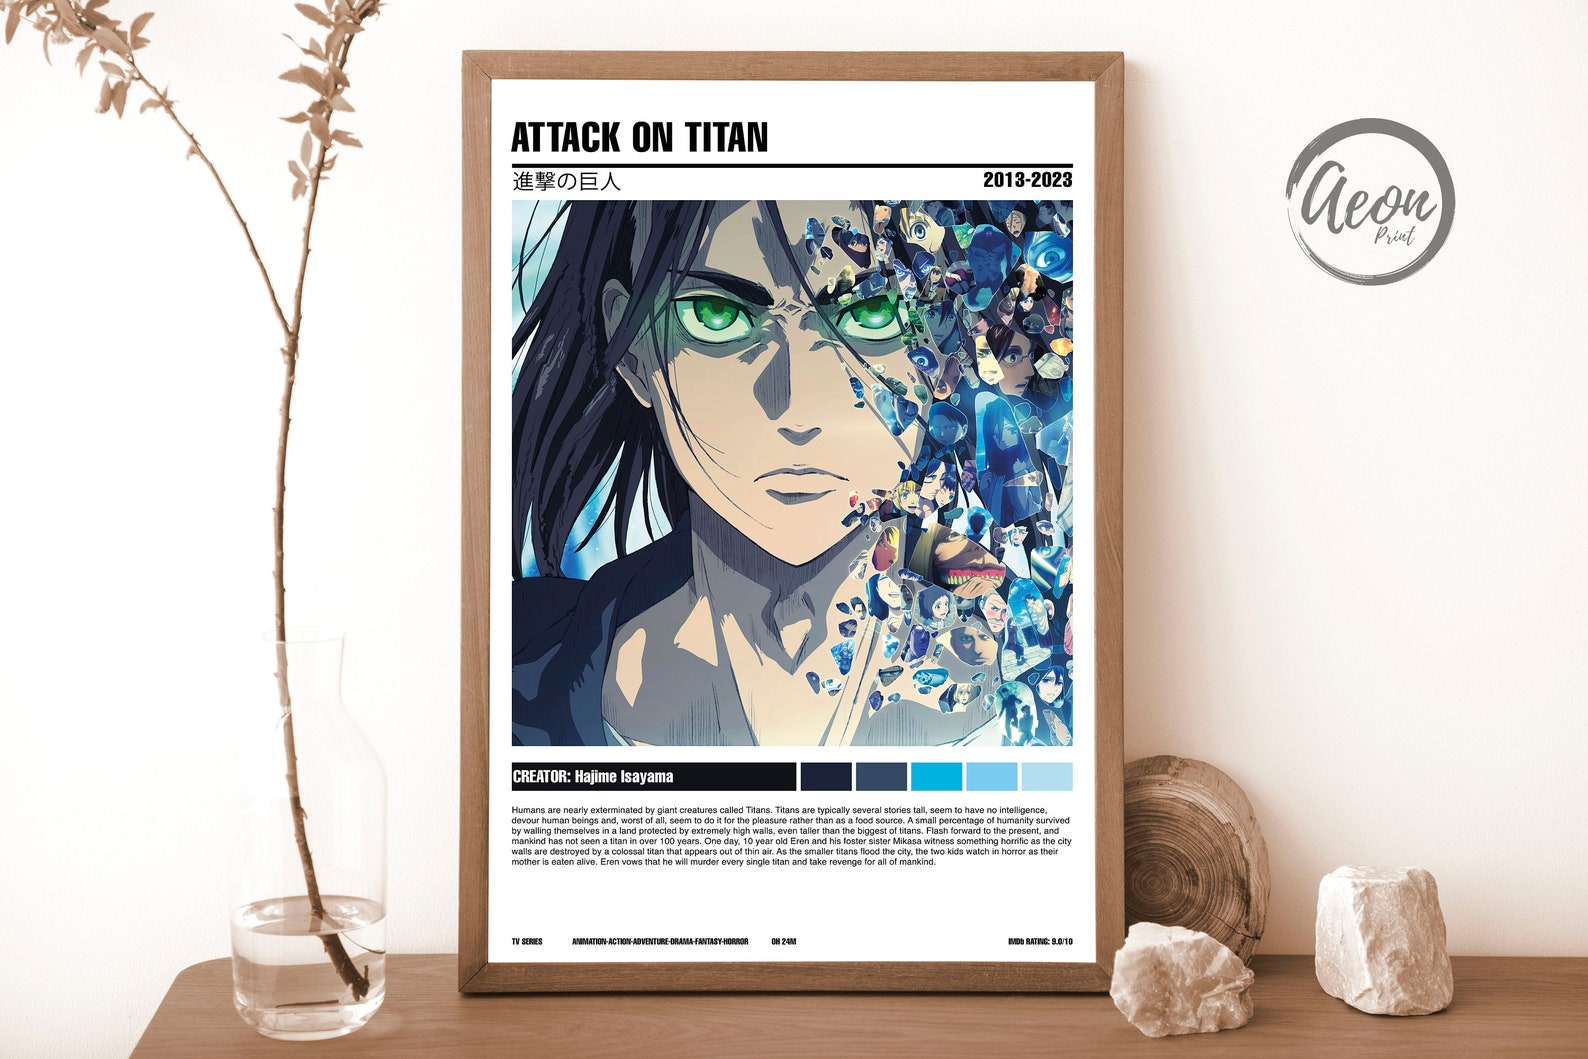 ATTACK ON TITAN
進撃の巨人
2013-2023
CREATOR: Hajime Isayama
Humans are nearly exterminated by giant creatures called Titans. Titans are typically several stories tall, seem to have no intelligence,
devour human beings and, worst of all, seem to do it for the pleasure rather than as a food source. A small percentage of humanity survived
by walling themselves in a land protected by extremely high walls, even taller than the biggest of titans. Flash forward to the present, and
mankind has not seen a titan in over 100 years. One day, 10 year old Eren and his foster sister Mikasa witness something horrific as the city
walls are destroyed by a colossal titan that appears out of thin air. As the smaller titans flood the city, the two kids watch in horror as their
mother is eaten alive. Eren vows that he will murder every single titan and take revenge for all of mankind.
TV SERIES ANIMATION-ACTION-ADVENTURE-DRAMA-FANTASY-HORROR 0H 24M IMDb RATING: 9.0/10
Aeon
Print